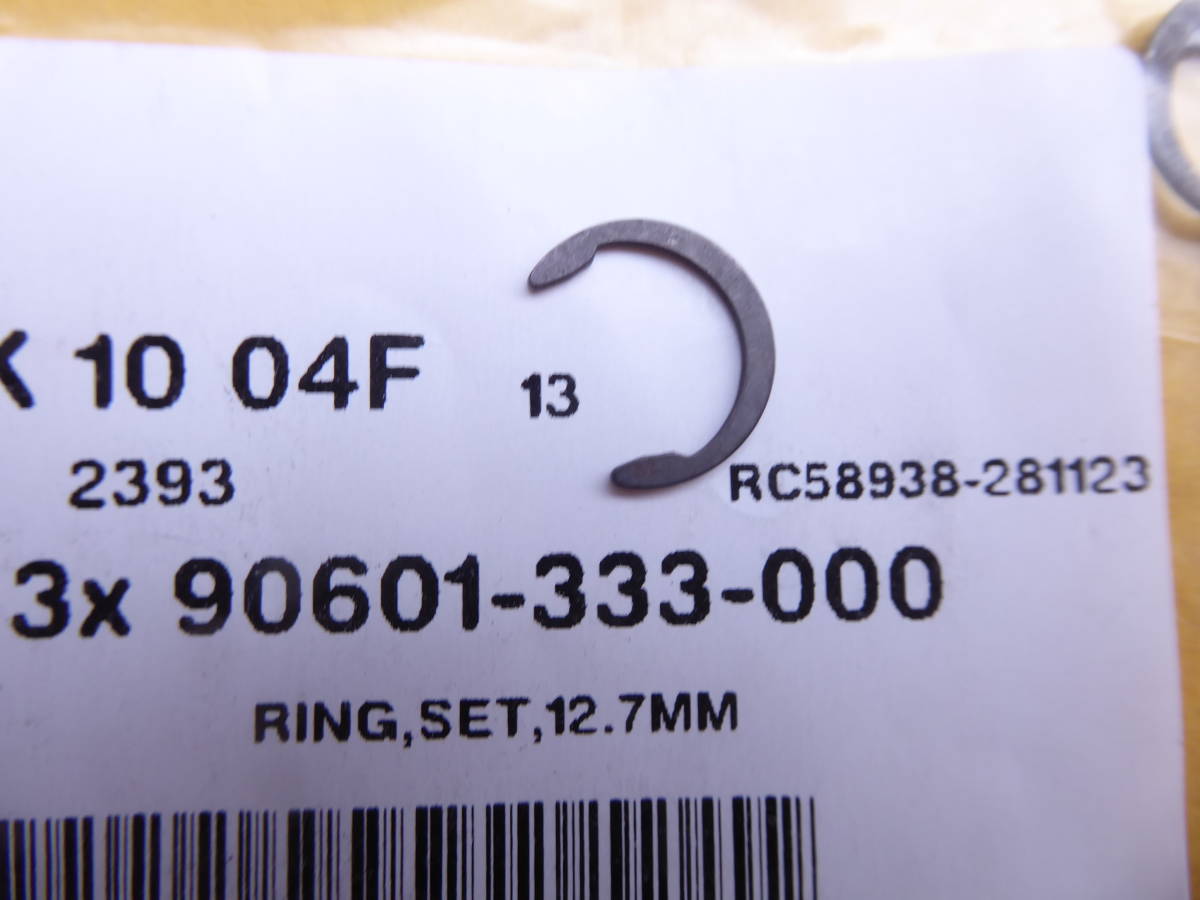 10 04F 13
2393 RC58938-281123
3x 90601-333-000
RING,SET,12.7MM